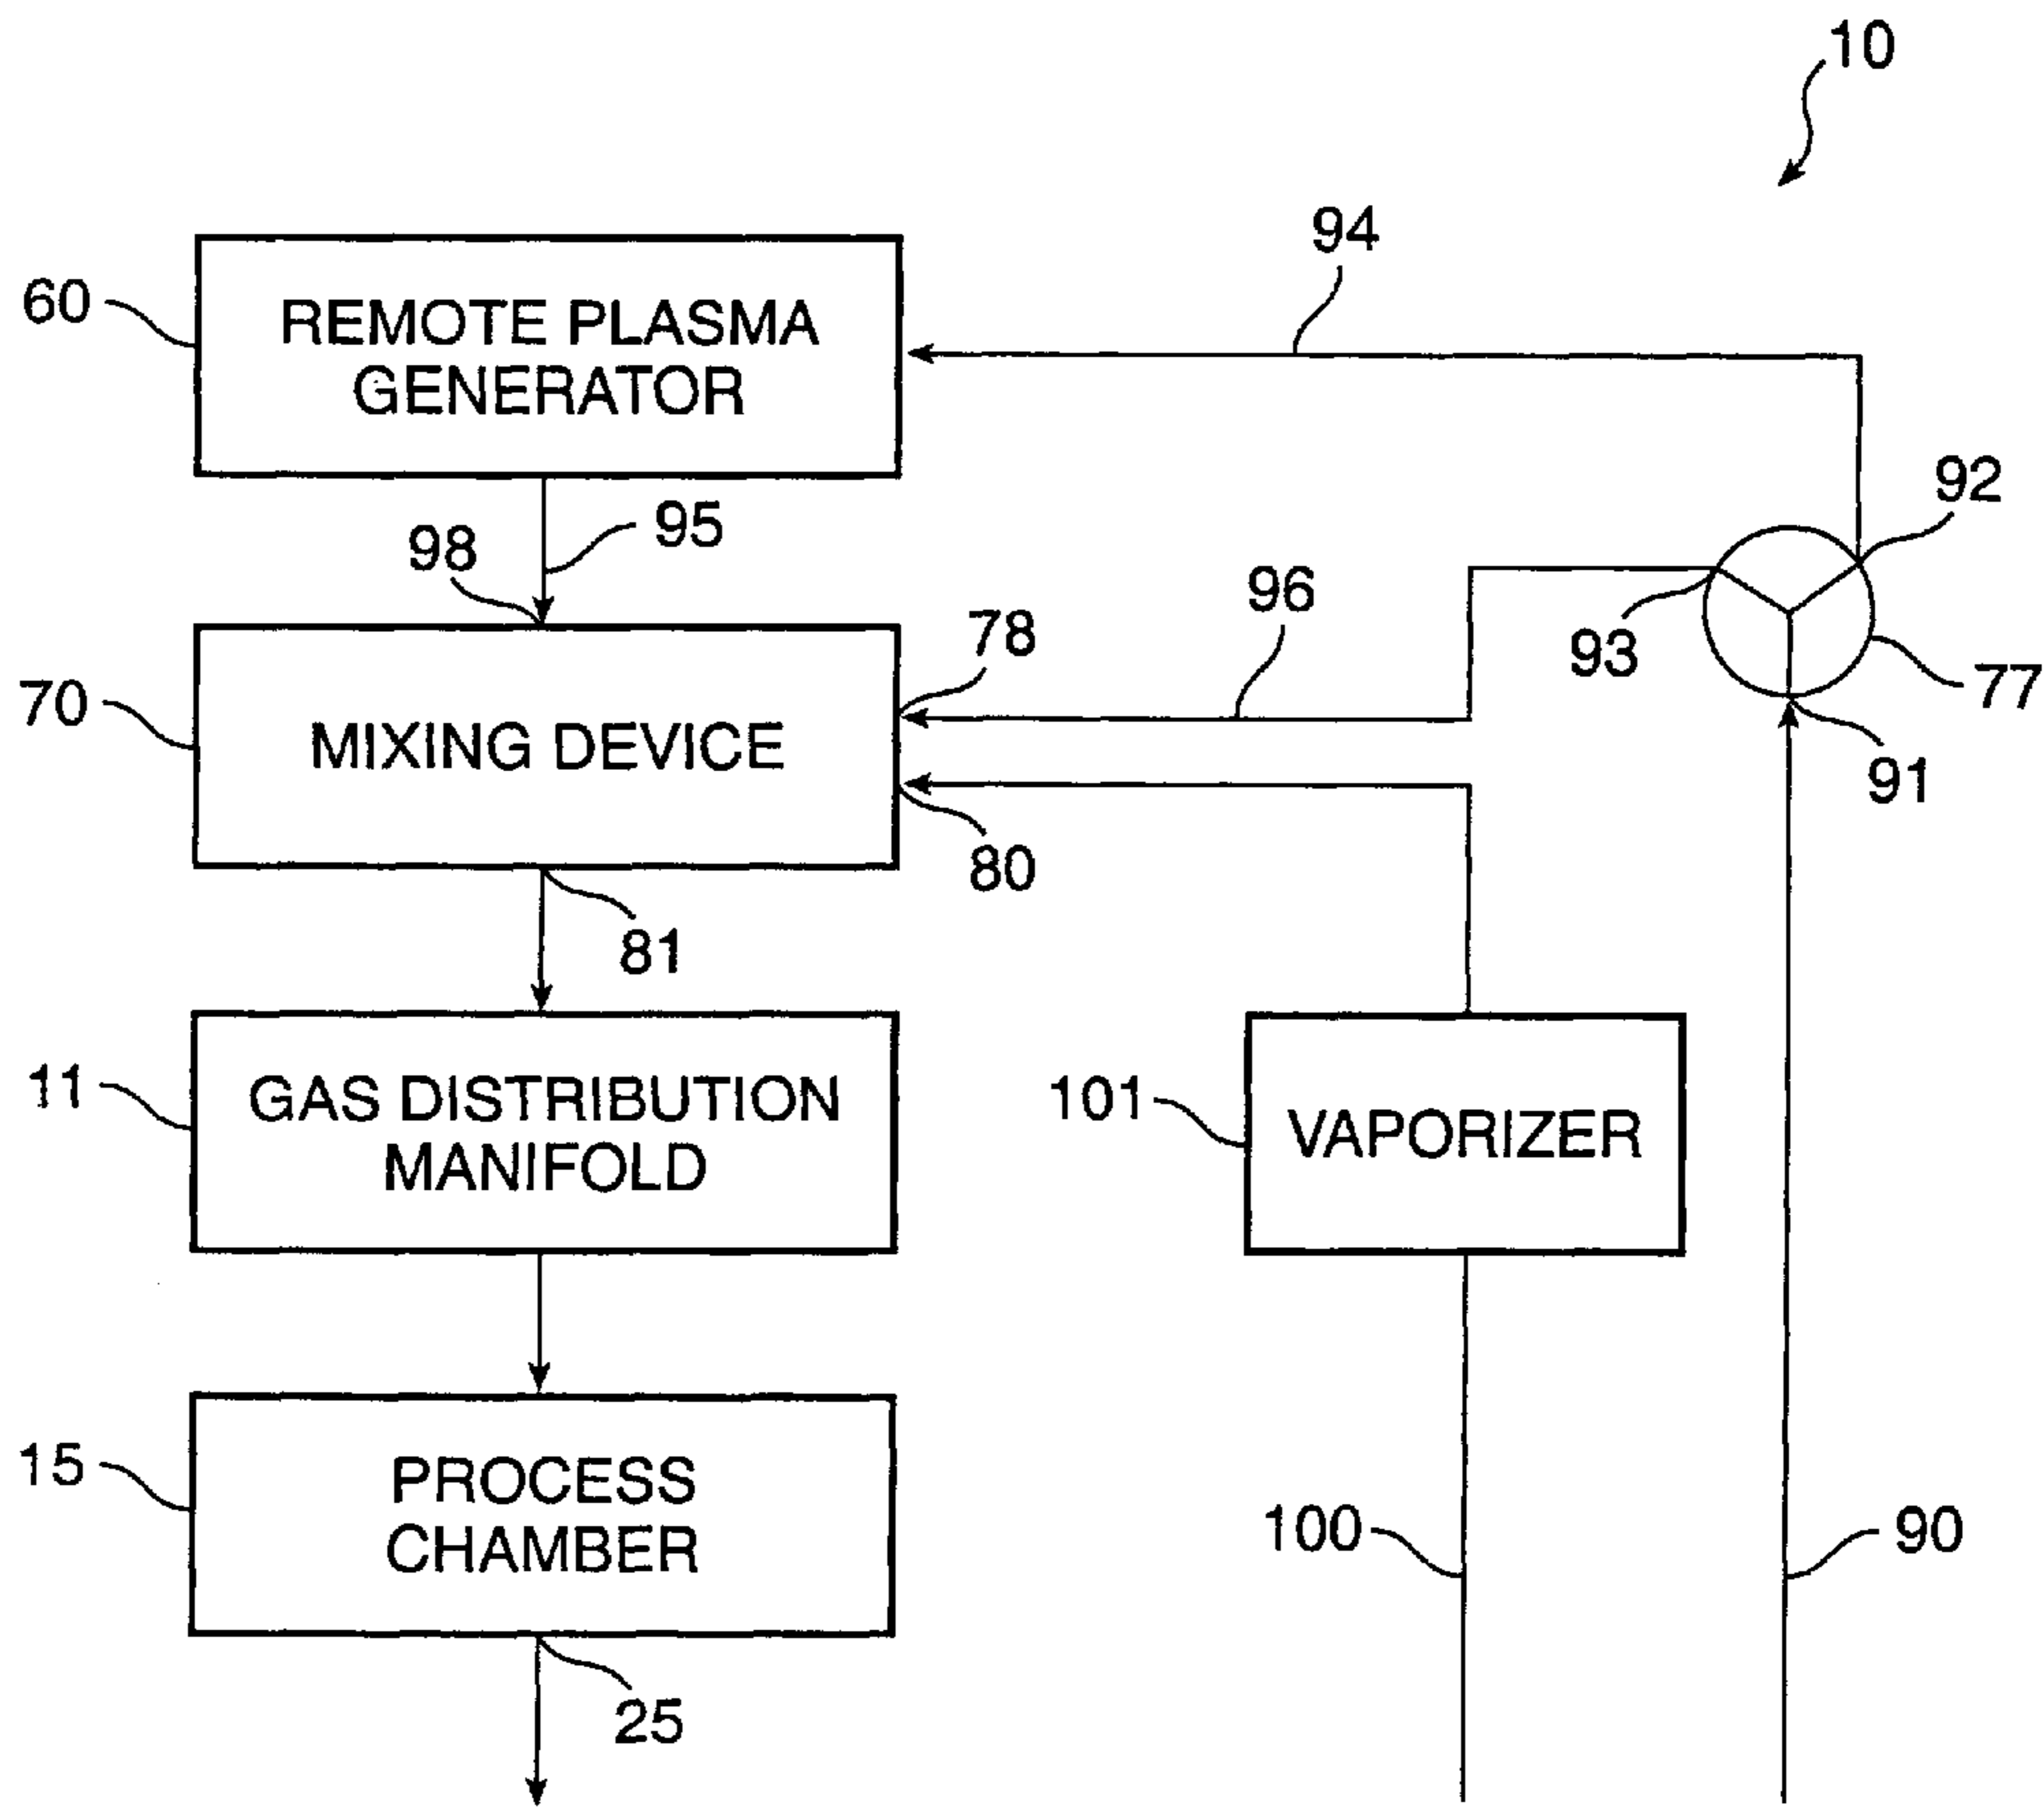 10
94
60
REMOTE PLASMA
GENERATOR
92
98
95
96
78
93
77
70
MIXING DEVICE
91
80
81
11
GAS DISTRIBUTION
MANIFOLD
101
VAPORIZER
15
PROCESS
CHAMBER
100
90
25